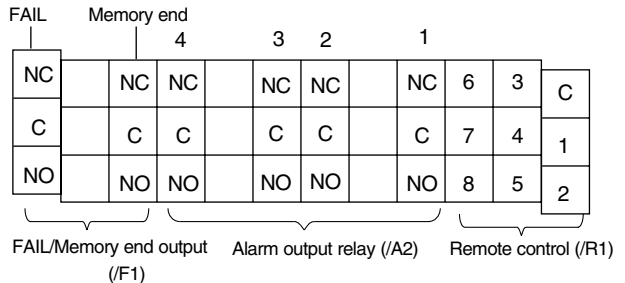 FAIL Memory end
4 3 2 1
NC NC NC NC NC NC 6 3 C
C C C C C C 7 4 1
NO NO NO NO NO NO 8 5 2
FAIL/Memory end output Alarm output relay (/A2) Remote control (/R1)
(/F1)